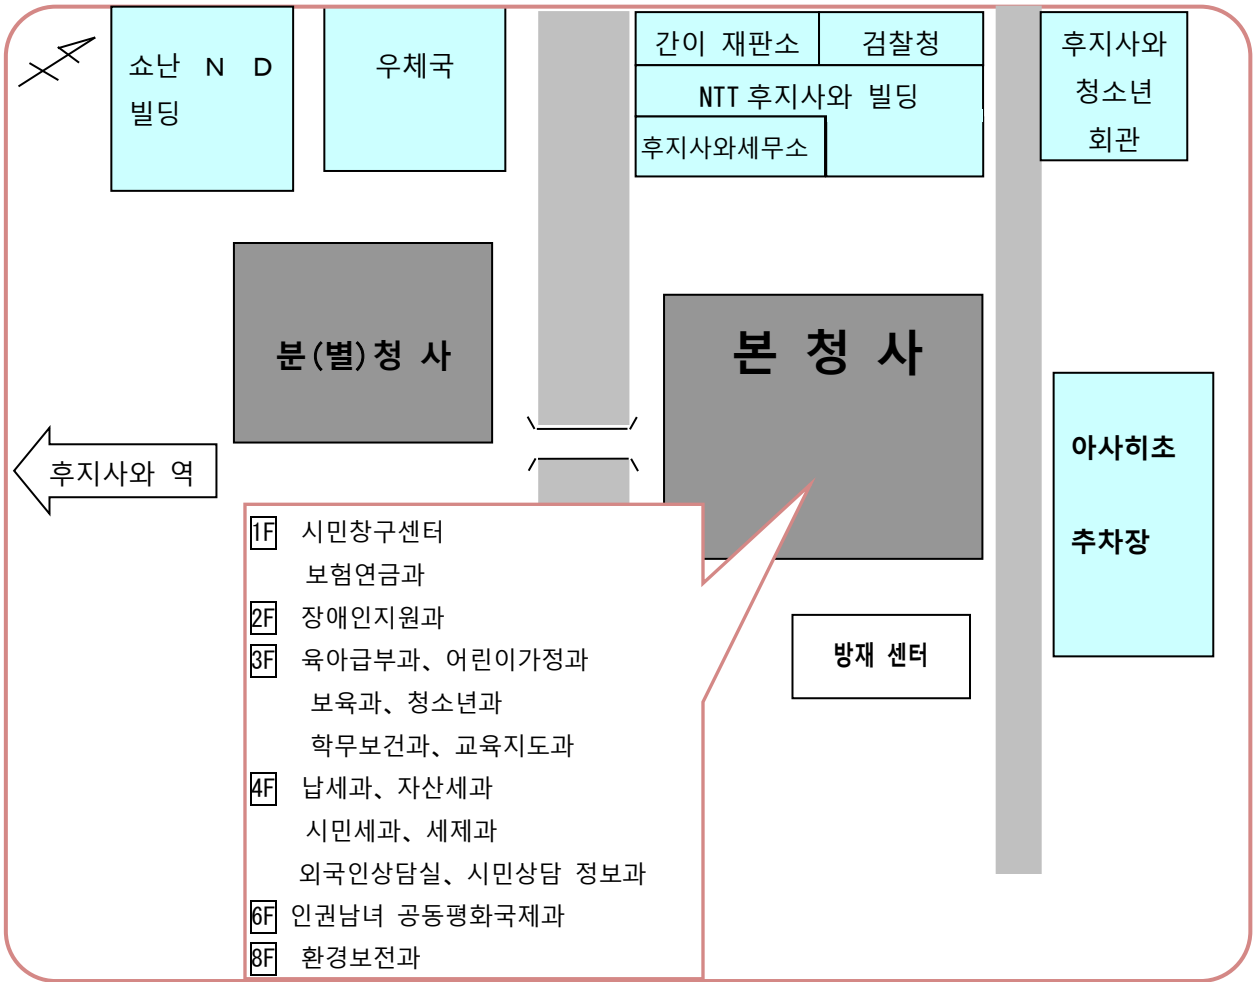 쇼난 N D
빌딩
우체국
간이 재판소
검찰청
NTT 후지사와 빌딩
후지사와세무소
후지사와
청소년
회관
분(별)청 사
본 청 사
아사히초
추차장
후지사와 역
방재 센터
1F 시민창구센터
보험연금과
2F 장애인지원과
3F 육아급부과、어린이가정과
보육과、청소년과
학무보건과、교육지도과
4F 납세과、자산세과
시민세과、세제과
외국인상담실、시민상담 정보과
6F 인권남녀 공동평화국제과
8F 환경보전과